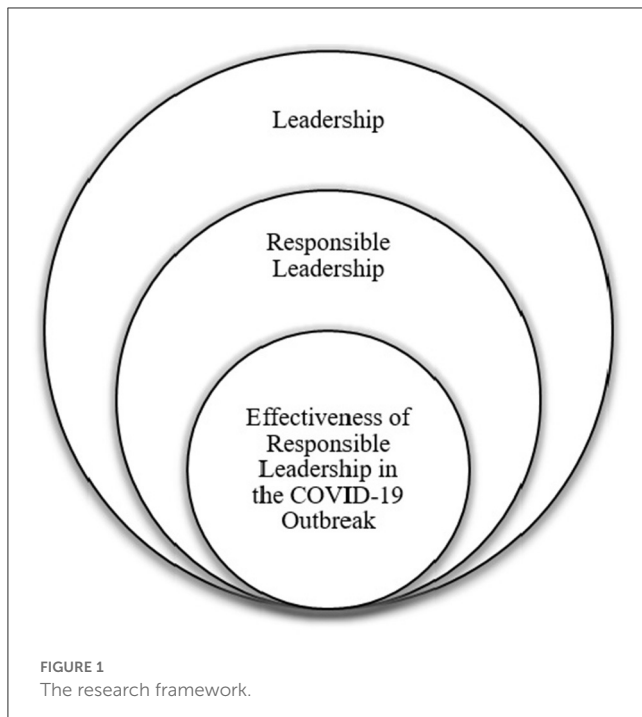 Leadership
Responsible
Leadership
Effectiveness of
Responsible
Leadership in
the COVID-19
Outbreak
FIGURE 1
The research framework.